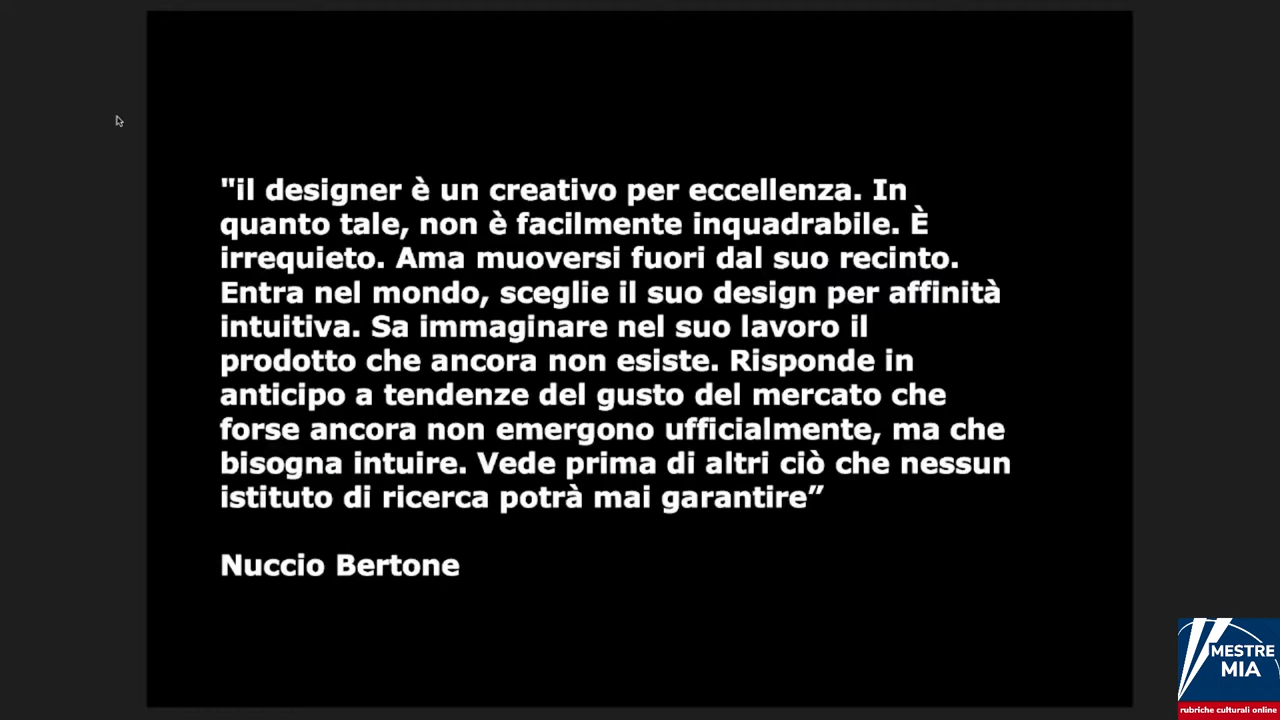 "il designer è un creativo per eccellenza. In
quanto tale, non è facilmente inquadrabile. È
irrequieto. Ama muoversi fuori dal suo recinto.
Entra nel mondo, sceglie il suo design per affinità
intuitiva. Sa immaginare nel suo lavoro il
prodotto che ancora non esiste. Risponde in
anticipo a tendenze del gusto del mercato che
forse ancora non emergono ufficialmente, ma che
bisogna intuire. Vede prima di altri ciò che nessun
istituto di ricerca potrà mai garantire”
Nuccio Bertone
MESTRE
MIA
rubriche culturali online